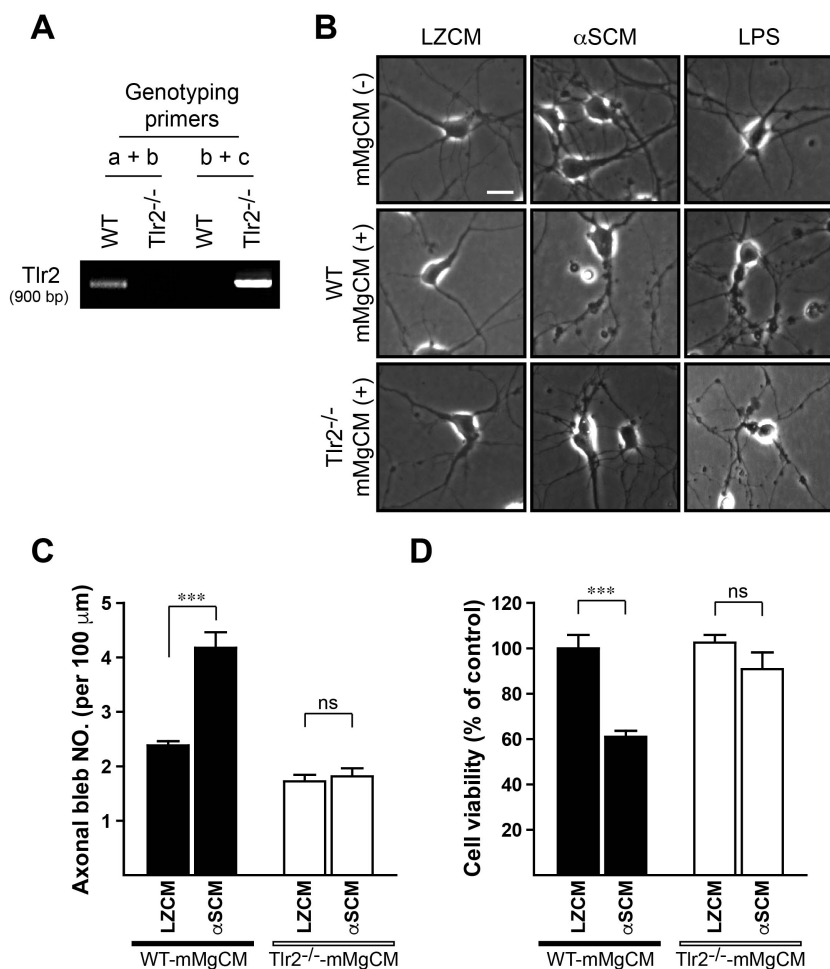 A
Genotyping
primers
a + b
b + c
WT
Tlr2-/-
WT
Tlr2-/-
Tlr2
(900 bp)
B
LZCM
αSCM
LPS
mMgCM (-)
WT
mMgCM (+)
Tlr2-/-
mMgCM (+)
C
Axonal bleb NO. (per 100 μm)
5
4
3
2
1
***
ns
LZCM
αSCM
LZCM
αSCM
WT-mMgCM
Tlr2-/--mMgCM
D
Cell viability (% of control)
120
100
80
60
40
20
***
ns
LZCM
αSCM
LZCM
αSCM
WT-mMgCM
Tlr2-/--mMgCM